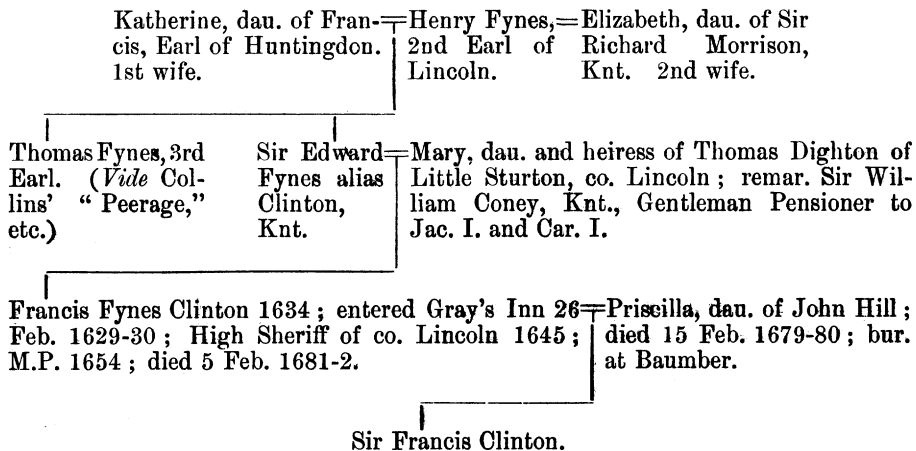 Katherine, dau. of Fran-
cis, Earl of Huntingdon.
1st wife.
Henry Fynes,
2nd Earl of
Lincoln.
Elizabeth, dau. of Sir
Richard Morrison,
Knt. 2nd wife.
Thomas Fynes, 3rd
Earl. (Vide Col-
lins' "Peerage,"
etc.)
Sir Edward
Fynes alias
Clinton,
Knt.
Mary, dau. and heiress of Thomas Dighton of
Little Sturton, co. Lincoln ; remar. Sir Wil-
liam Coney, Knt., Gentleman Pensioner to
Jac. I. and Car. I.
Francis Fynes Clinton 1634 ; entered Gray's Inn 26
Feb. 1629-30 ; High Sheriff of co. Lincoln 1645 ;
M.P. 1654 ; died 5 Feb. 1681-2.
Priscilla, dau. of John Hill ;
died 15 Feb. 1679-80 ; bur.
at Baumber.
Sir Francis Clinton.